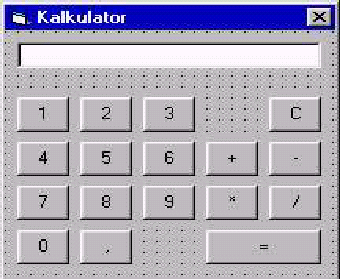 Kalkulator
1 2 3 C
4 5 6 + -
7 8 9 * /
0 , =